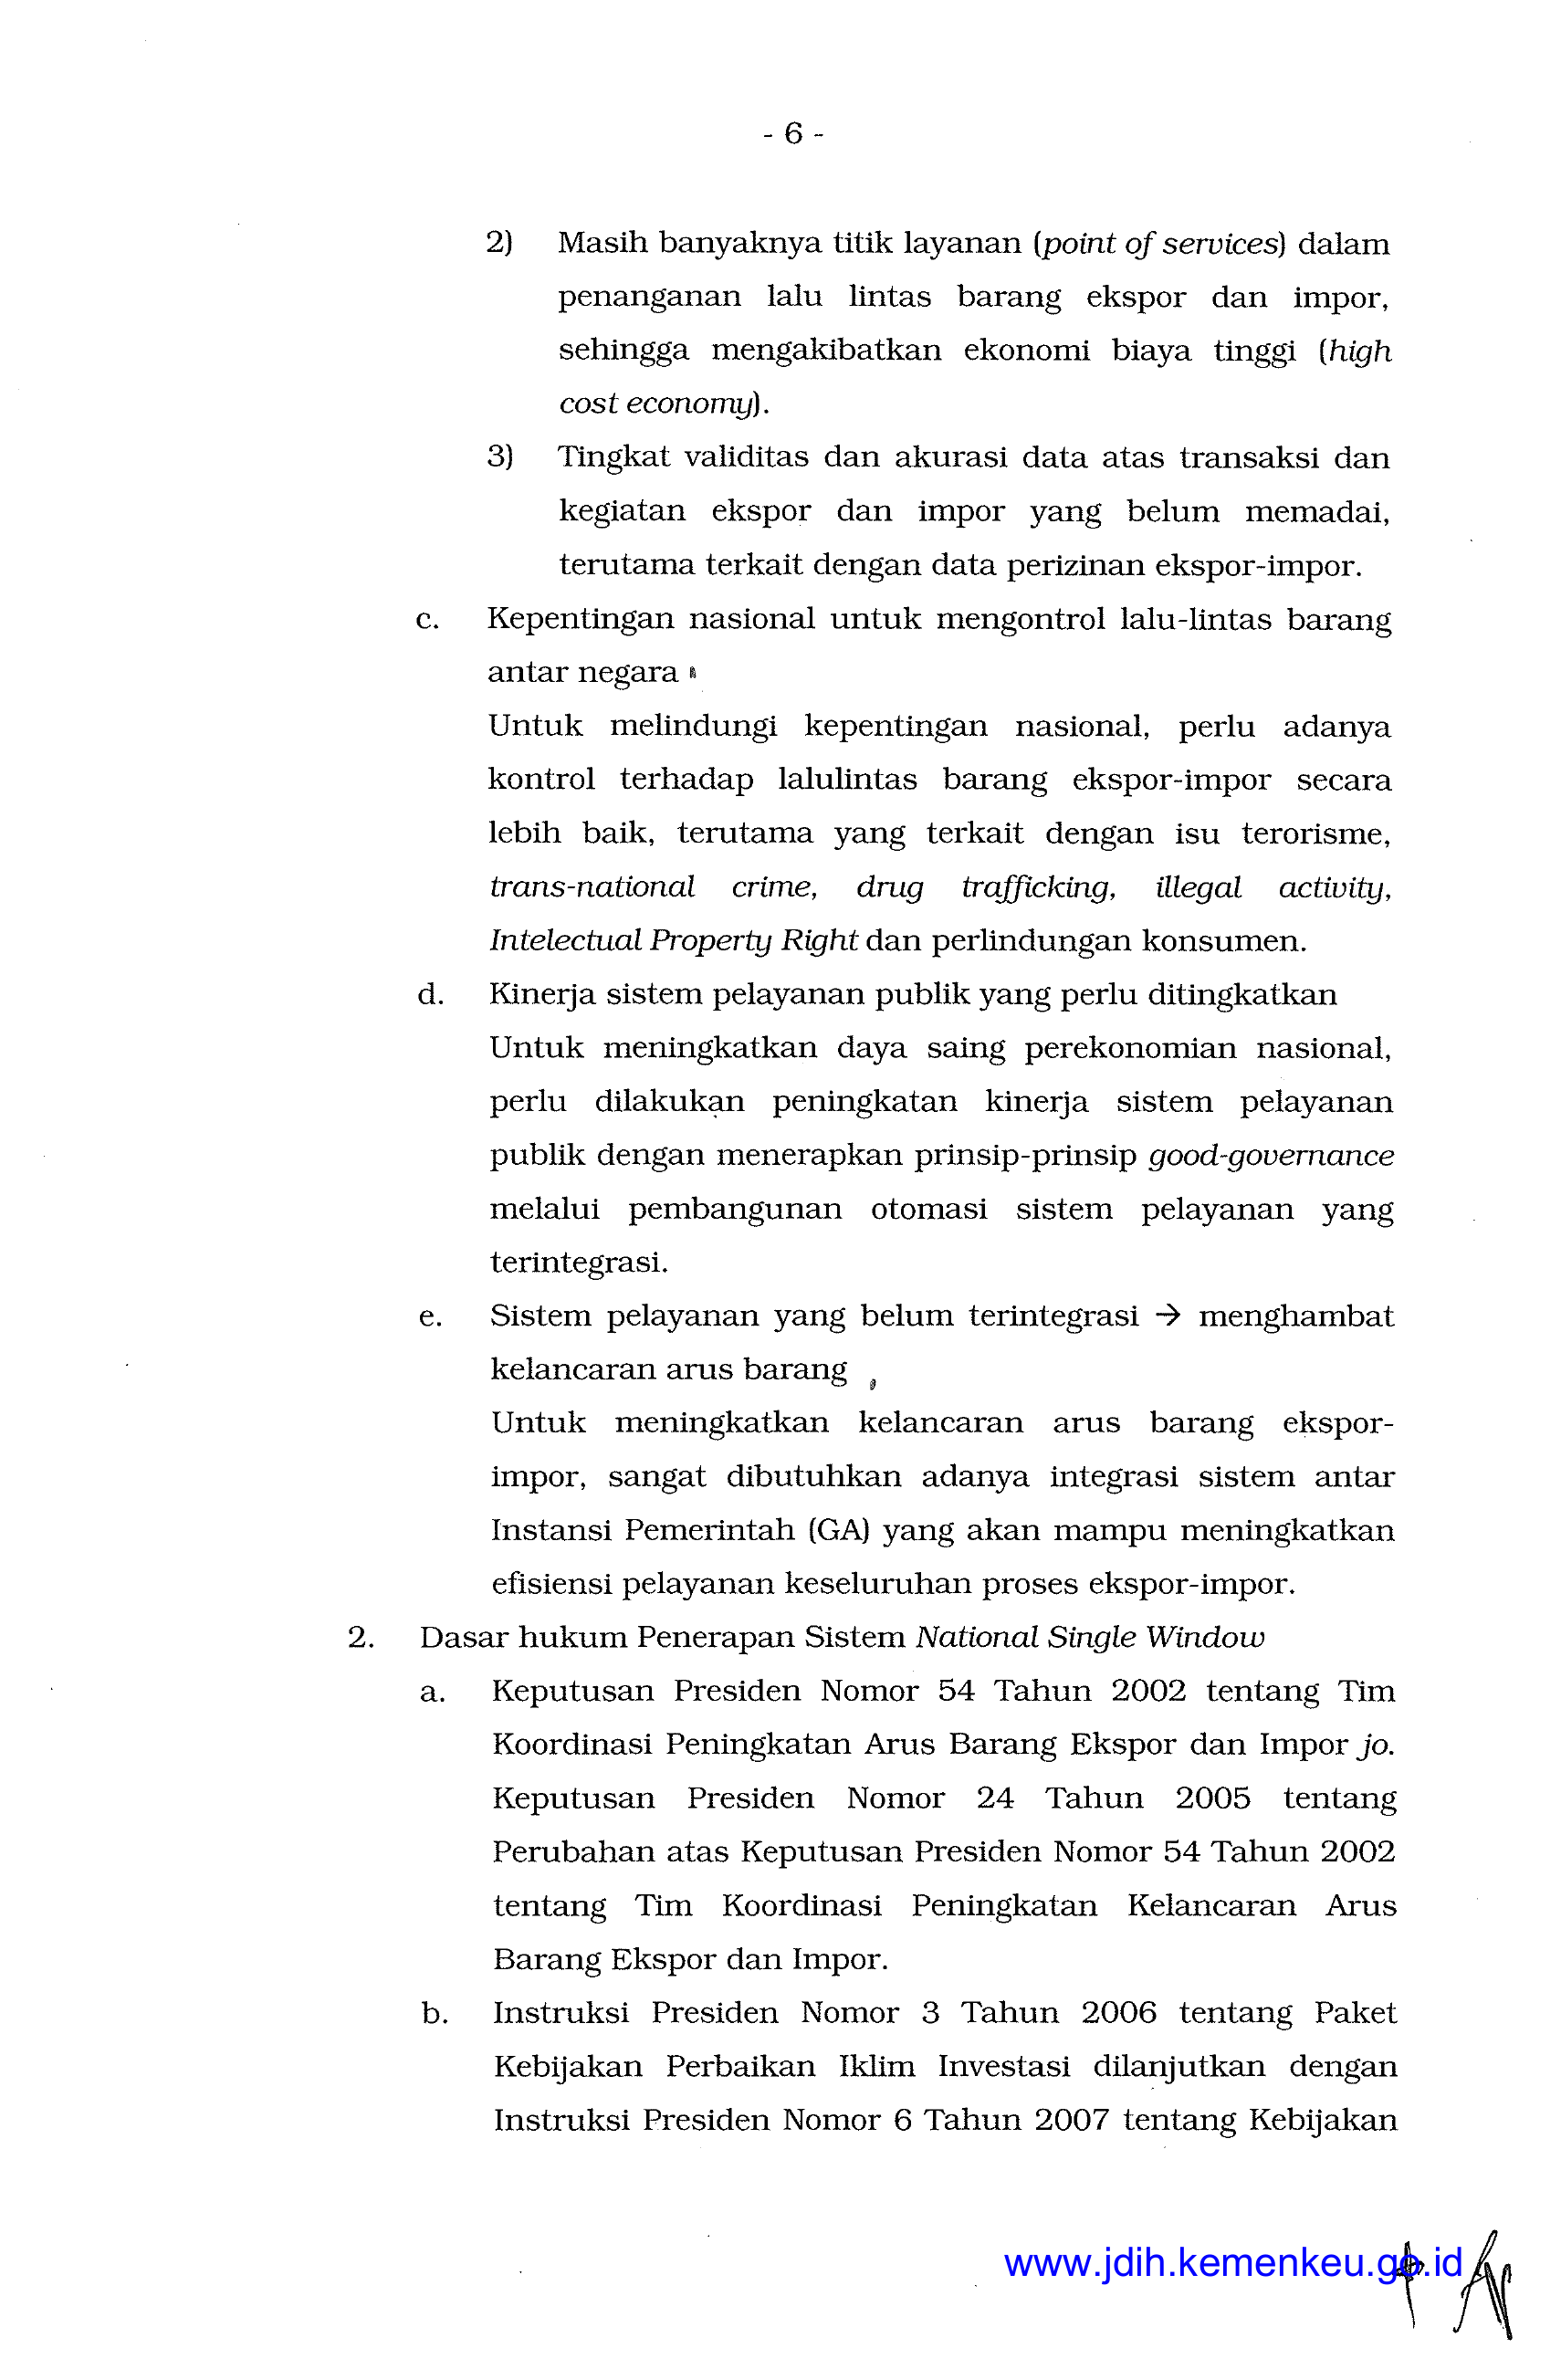 - 6 -
2) Masih banyaknya titik layanan (point of services) dalam
penanganan lalu lintas barang ekspor dan impor,
sehingga mengakibatkan ekonomi biaya tinggi (high
cost economy).
3) Tingkat validitas dan akurasi data atas transaksi dan
kegiatan ekspor dan impor yang belum memadai,
terutama terkait dengan data perizinan ekspor-impor.
c. Kepentingan nasional untuk mengontrol lalu-lintas barang
antar negara
Untuk melindungi kepentingan nasional, perlu adanya
kontrol terhadap lalulintas barang ekspor-impor secara
lebih baik, terutama yang terkait dengan isu terorisme,
trans-national crime, drug trafficking, illegal activity,
Intelectual Property Right dan perlindungan konsumen.
d. Kinerja sistem pelayanan publik yang perlu ditingkatkan
Untuk meningkatkan daya saing perekonomian nasional,
perlu dilakukan peningkatan kinerja sistem pelayanan
publik dengan menerapkan prinsip-prinsip good-governance
melalui pembangunan otomasi sistem pelayanan yang
terintegrasi.
e. Sistem pelayanan yang belum terintegrasi → menghambat
kelancaran arus barang
Untuk meningkatkan kelancaran arus barang ekspor-
impor, sangat dibutuhkan adanya integrasi sistem antar
Instansi Pemerintah (GA) yang akan mampu meningkatkan
efisiensi pelayanan keseluruhan proses ekspor-impor.
2. Dasar hukum Penerapan Sistem National Single Window
a. Keputusan Presiden Nomor 54 Tahun 2002 tentang Tim
Koordinasi Peningkatan Arus Barang Ekspor dan Impor jo.
Keputusan Presiden Nomor 24 Tahun 2005 tentang
Perubahan atas Keputusan Presiden Nomor 54 Tahun 2002
tentang Tim Koordinasi Peningkatan Kelancaran Arus
Barang Ekspor dan Impor.
b. Instruksi Presiden Nomor 3 Tahun 2006 tentang Paket
Kebijakan Perbaikan Iklim Investasi dilanjutkan dengan
Instruksi Presiden Nomor 6 Tahun 2007 tentang Kebijakan
www.jdih.kemenkeu.go.id